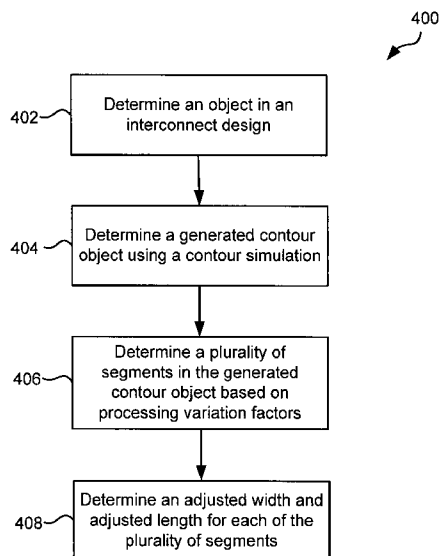 400
402
Determine an object in an
interconnect design
404
Determine a generated contour
object using a contour simulation
406
Determine a plurality of
segments in the generated
contour object based on
processing variation factors
408
Determine an adjusted width and
adjusted length for each of the
plurality of segments